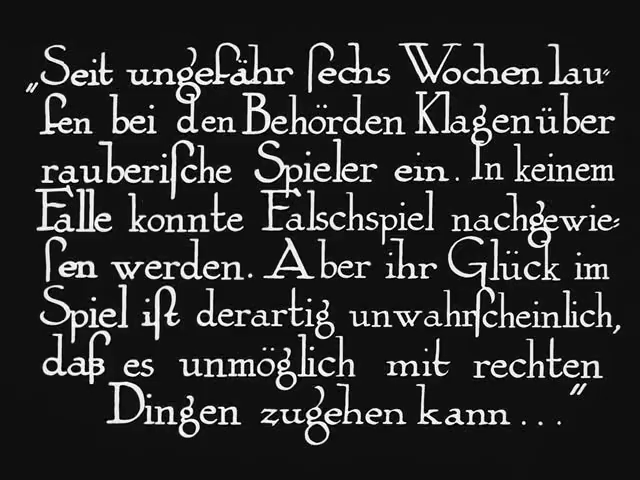 „Seit ungefähr ſechs Wochen lau⸗
fen bei den Behörden Klagen über
rauberiſche Spieler ein. In keinem
Falle konnte Falschspiel nachgewie⸗
ſen werden. Aber ihr Glück im
Spiel iſt derartig unwahrſcheinlich,
daß es unmöglich mit rechten
Dingen zugehen kann..."